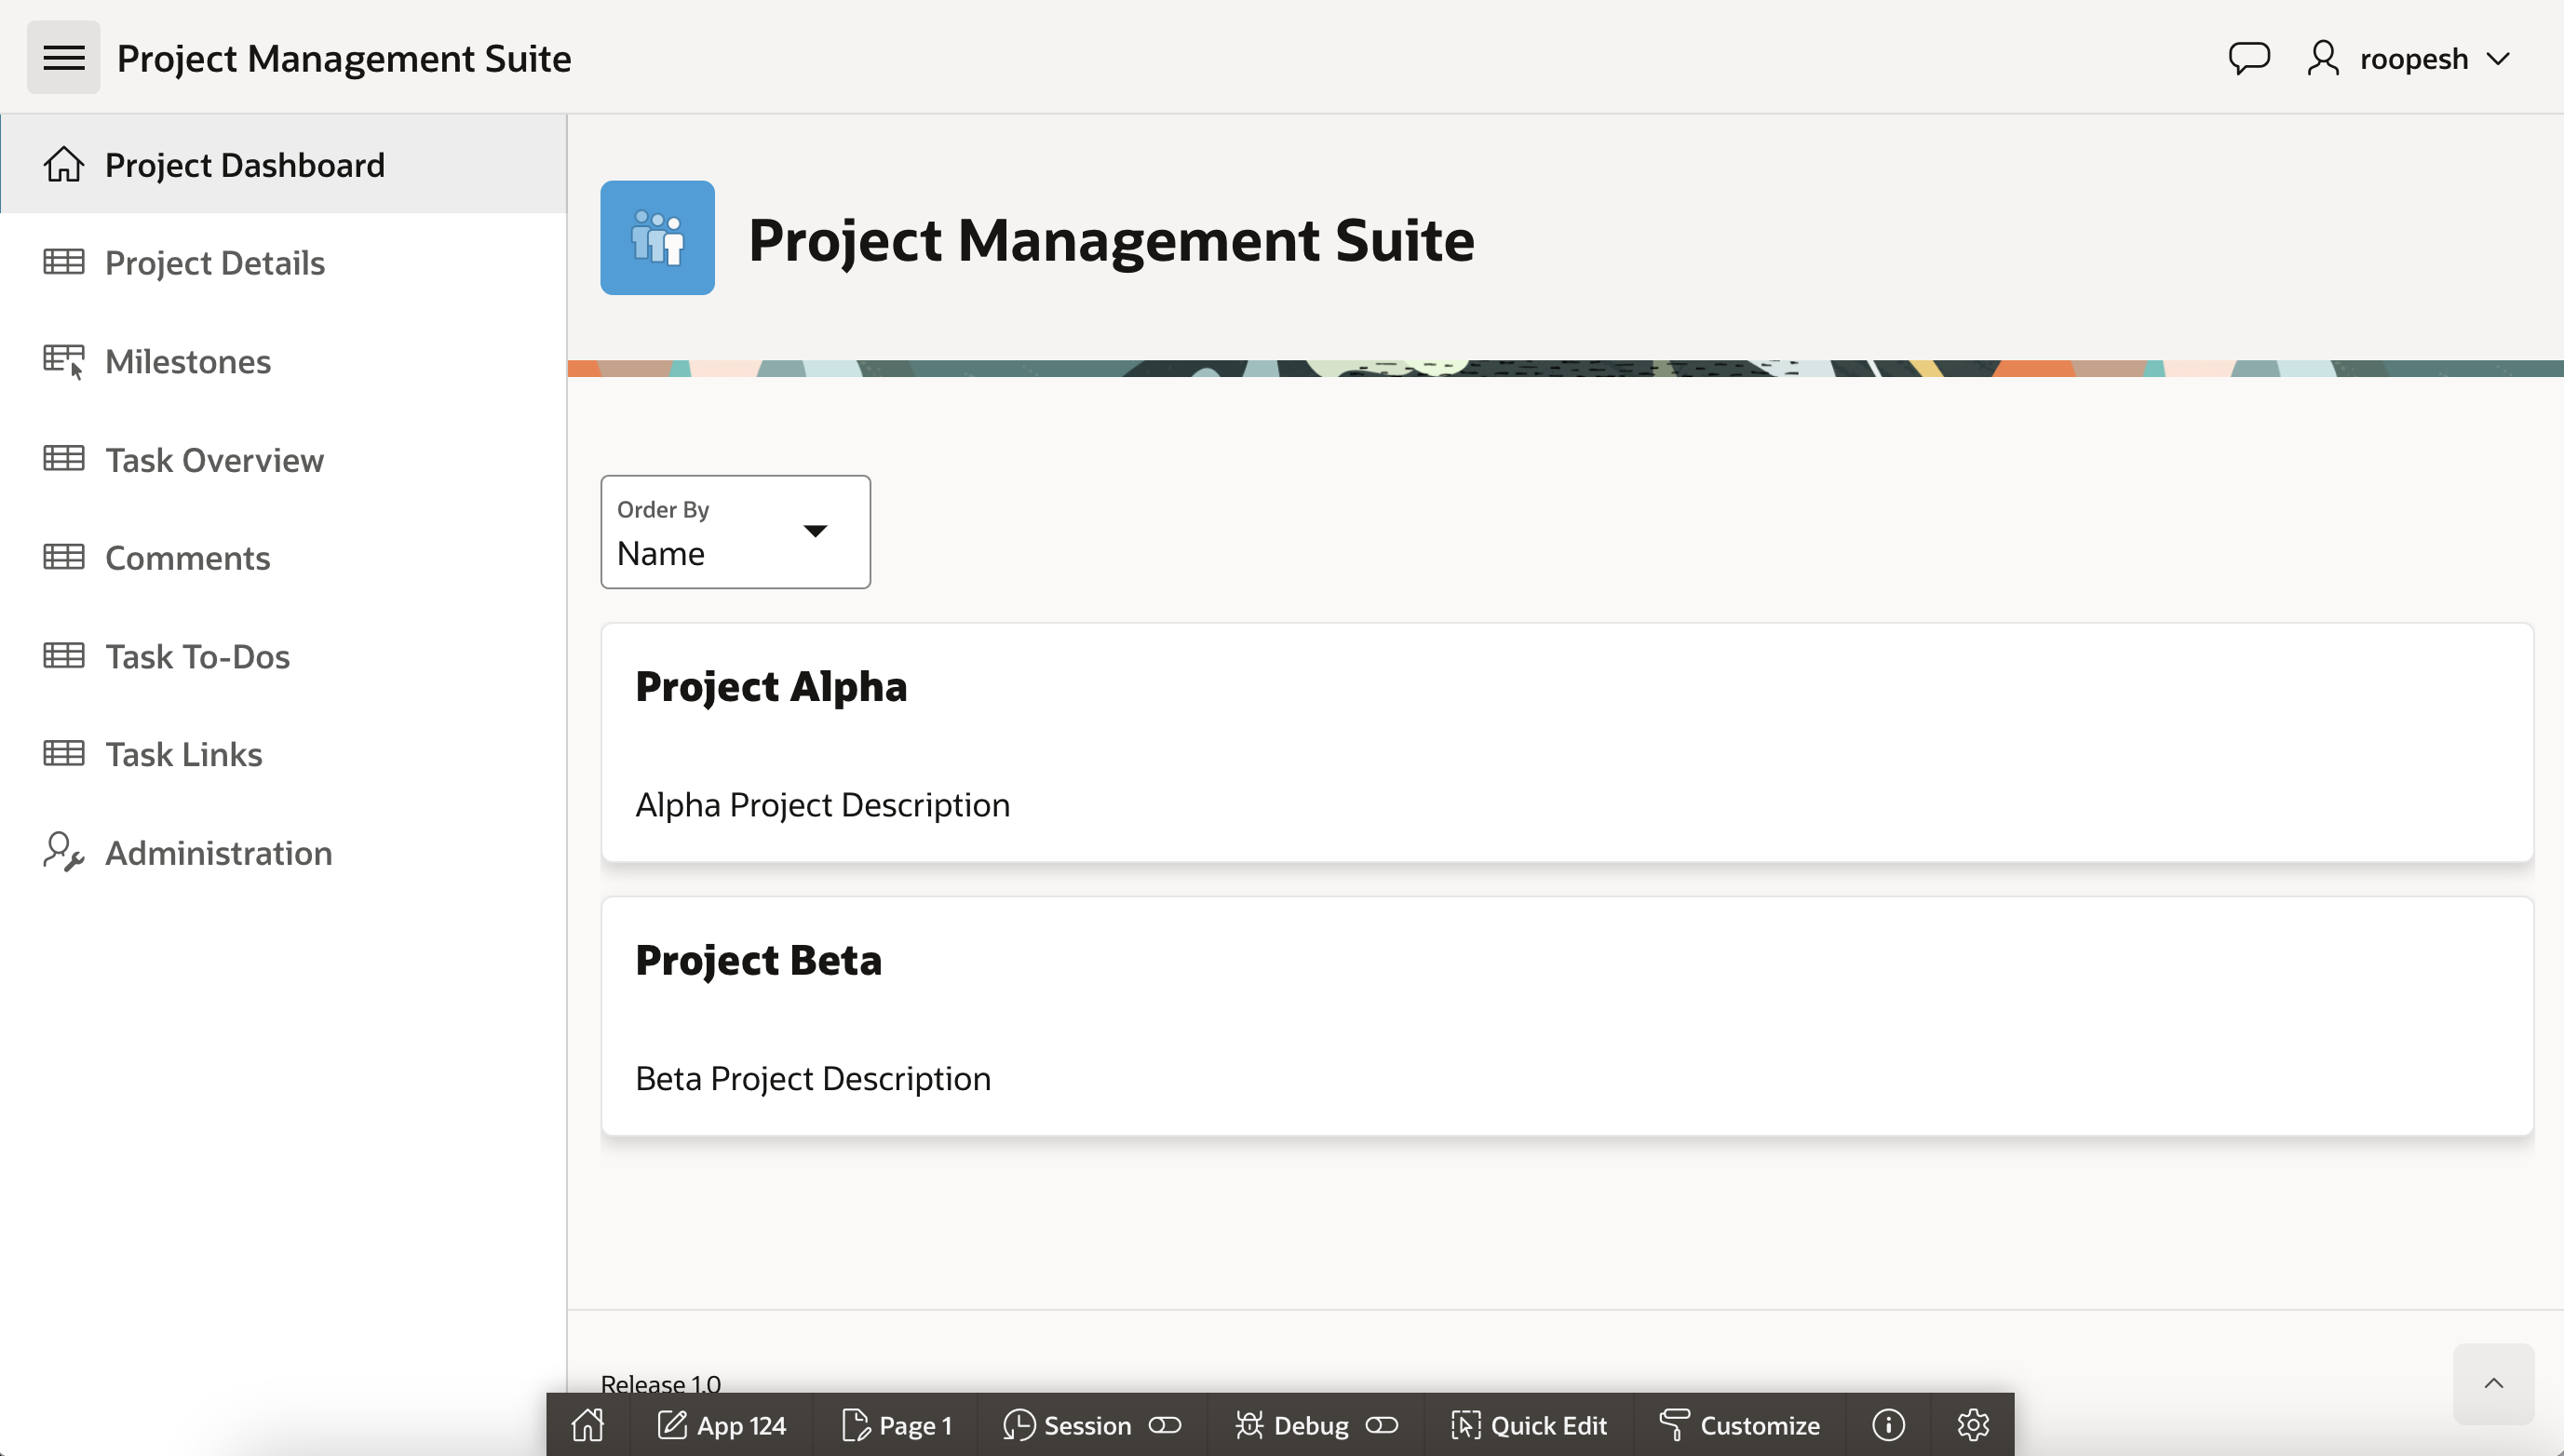 Project Management Suite
roopesh
Project Dashboard
Project Details
Milestones
Task Overview
Comments
Task To-Dos
Task Links
Administration
Project Management Suite
Order By
Name
Project Alpha
Alpha Project Description
Project Beta
Beta Project Description
Release 1.0
App 124
Page 1
Session
Debug
Quick Edit
Customize